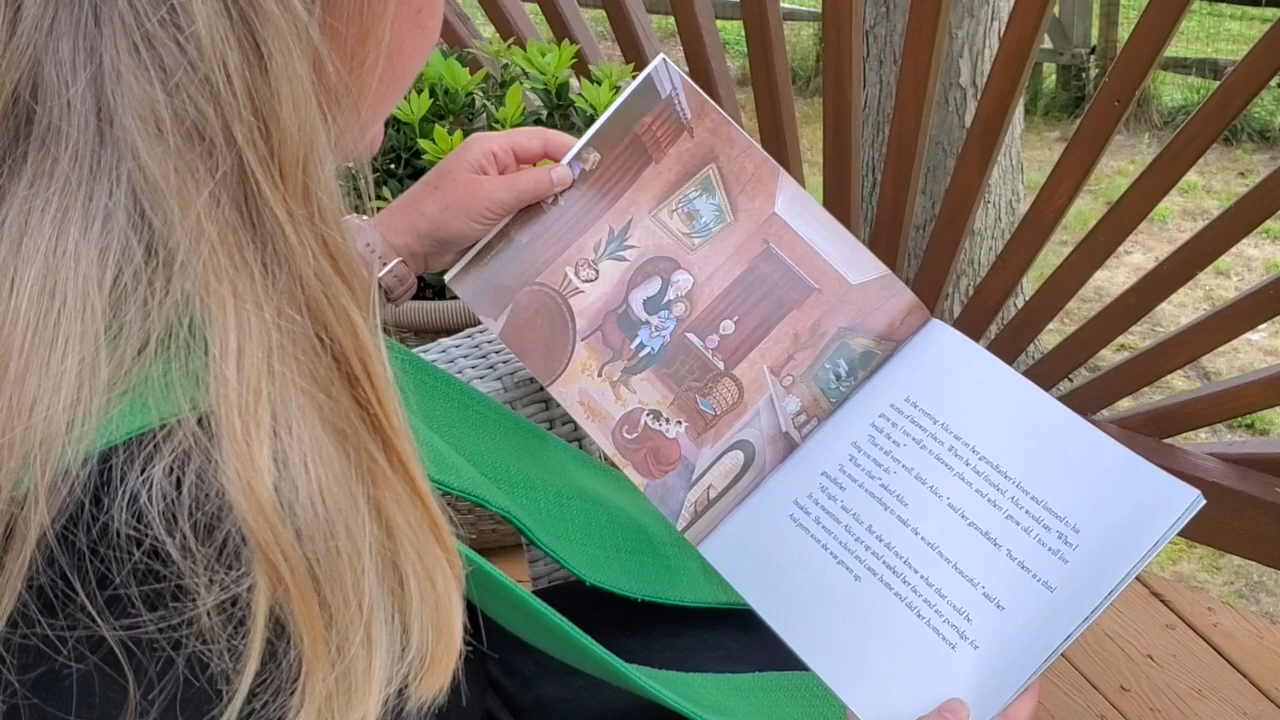 In the evening Alice sat on her grandfather's knee and listened to his
stories of faraway places. When he had finished, Alice would say, "When I
grow up, I too will go to faraway places, and when I grow old, I too will live
beside the sea."
"That is all very well, little Alice," said her grandfather, "but there is a third
thing you must do."
"What is that?" asked Alice.
"You must do something to make the world more beautiful," said her
grandfather.
"All right," said Alice. But she did not know what that could be.
In the meantime Alice got up and washed her face and ate porridge for
breakfast. She went to school and came home and did her homework.
And pretty soon she was grown up.